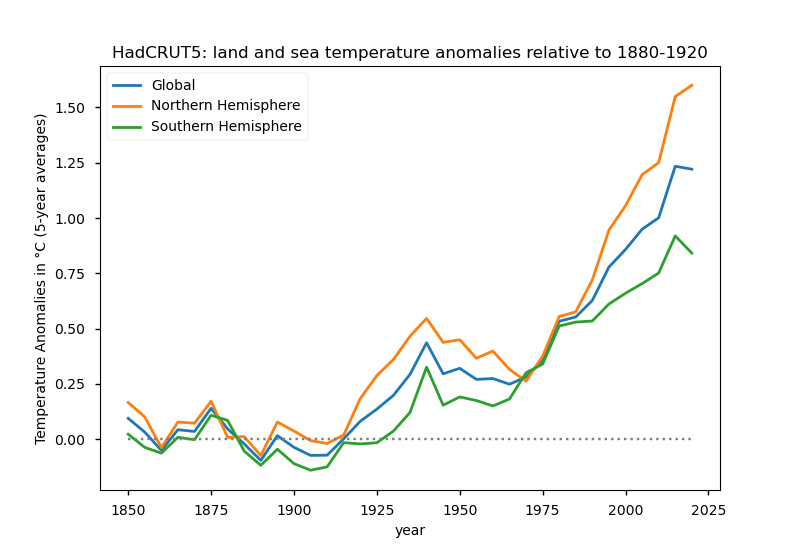 HadCRUT5: land and sea temperature anomalies relative to 1880-1920
Global
Northern Hemisphere
Southern Hemisphere
Temperature Anomalies in °C (5-year averages)
1.50
1.25
1.00
0.75
0.50
0.25
0.00
1850 1875 1900 1925 1950 1975 2000 2025
year